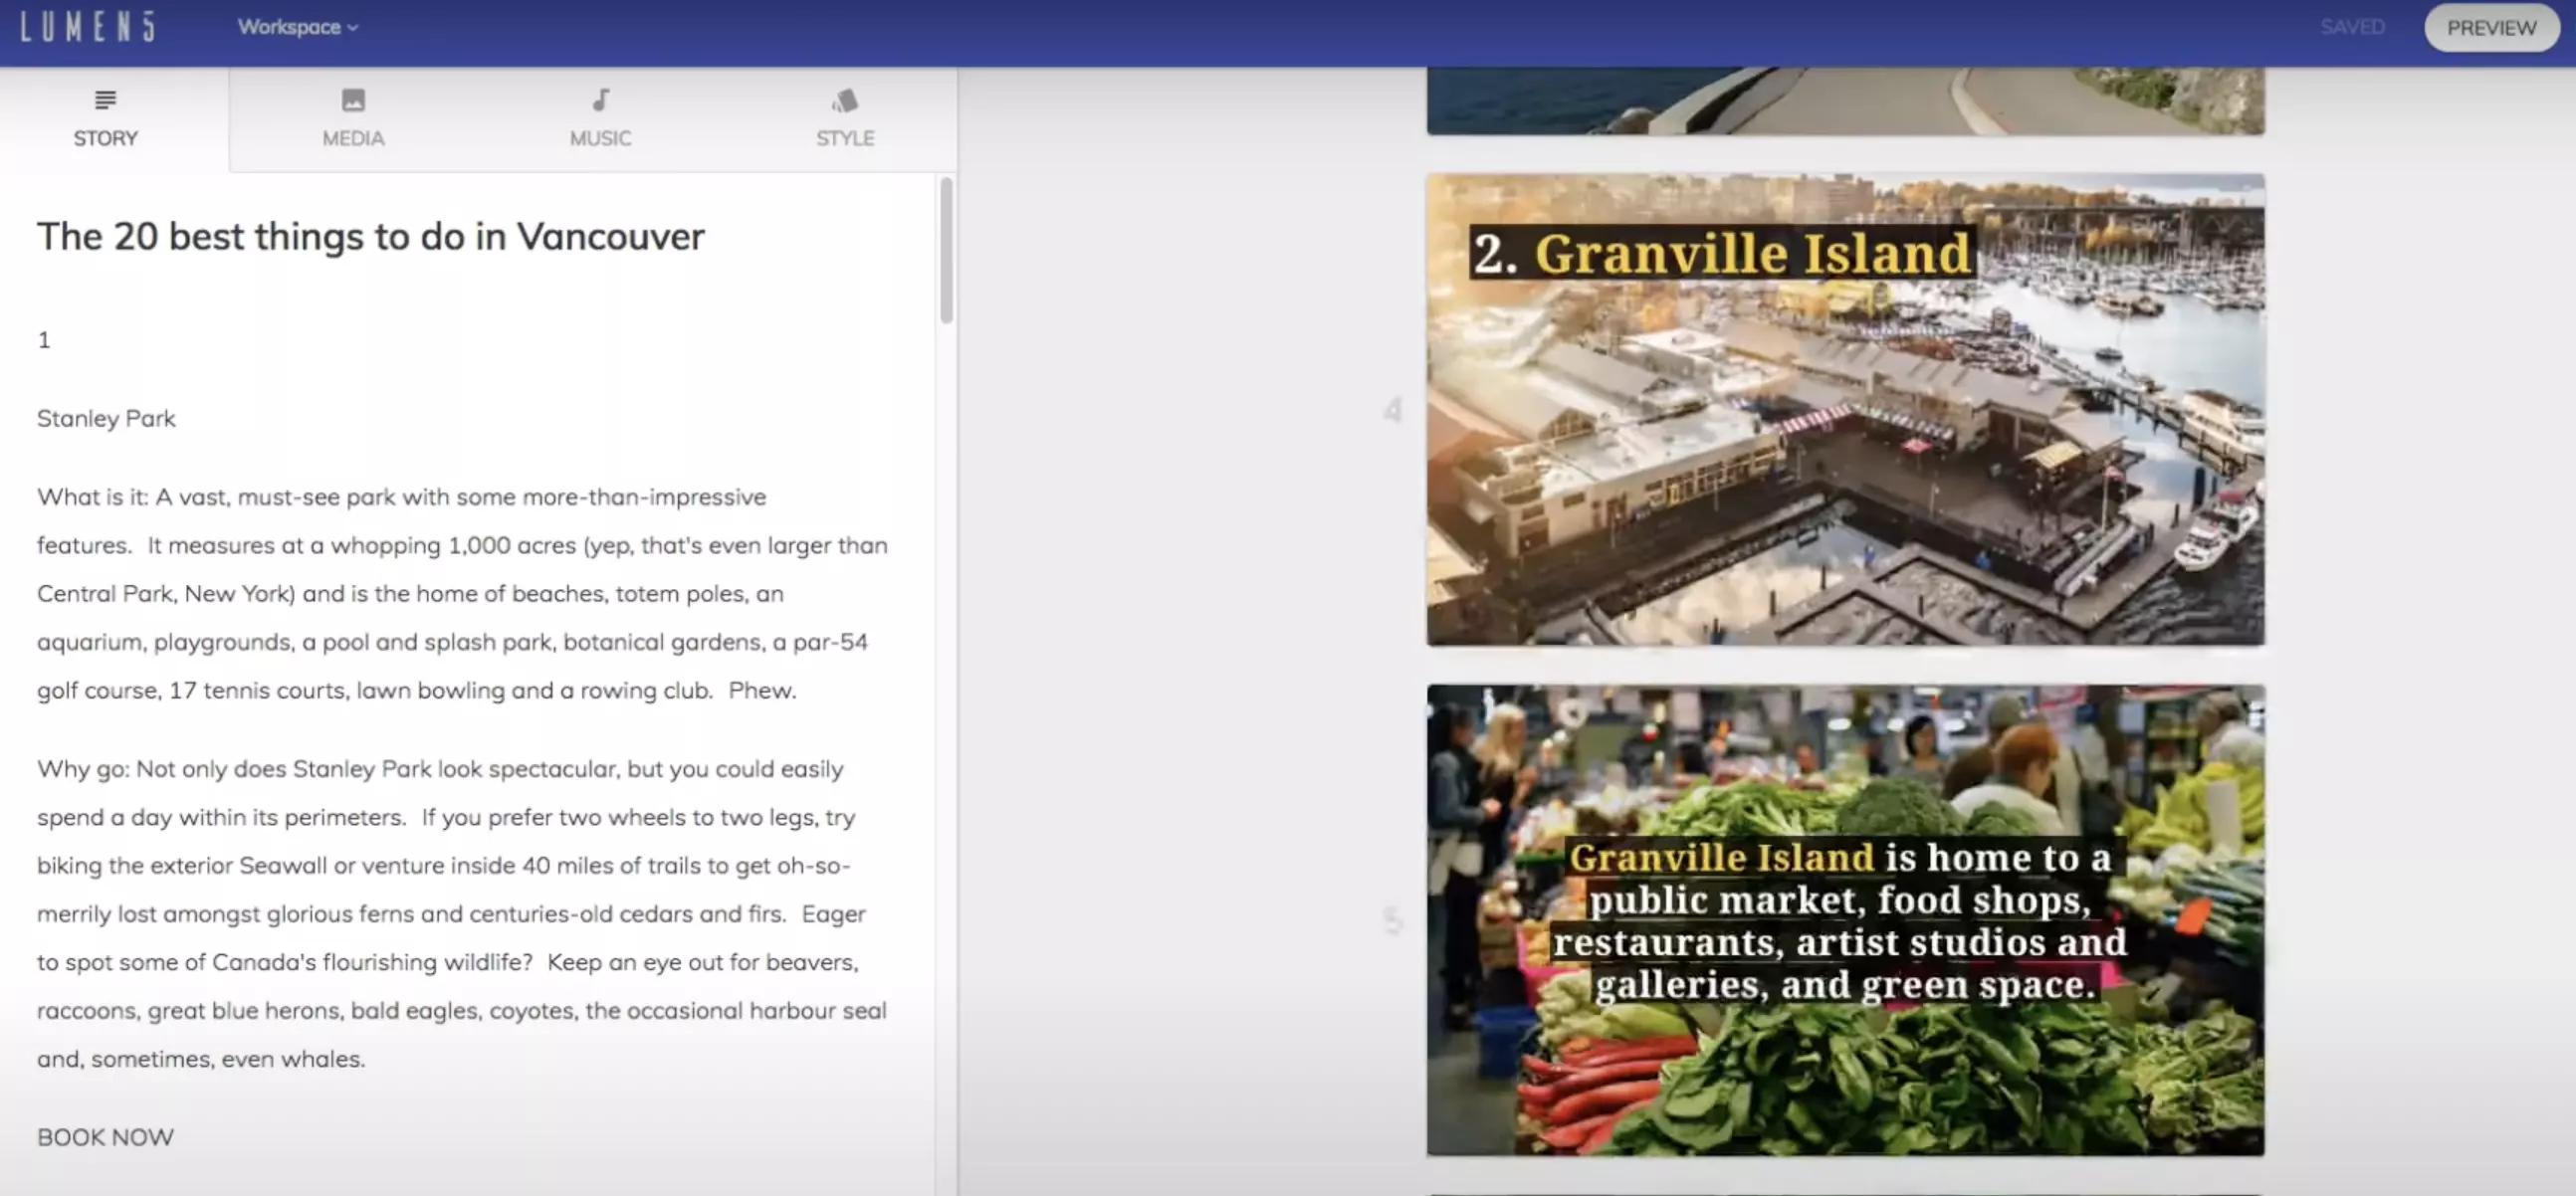 LUMEN5
Workspace
SAVED
PREVIEW
STORY
MEDIA
MUSIC
STYLE
The 20 best things to do in Vancouver
1
Stanley Park
What is it: A vast, must-see park with some more-than-impressive
features. It measures at a whopping 1,000 acres (yep, that's even larger than
Central Park, New York) and is the home of beaches, totem poles, an
aquarium, playgrounds, a pool and splash park, botanical gardens, a par-54
golf course, 17 tennis courts, lawn bowling and a rowing club. Phew.
Why go: Not only does Stanley Park look spectacular, but you could easily
spend a day within its perimeters. If you prefer two wheels to two legs, try
biking the exterior Seawall or venture inside 40 miles of trails to get oh-so-
merrily lost amongst glorious ferns and centuries-old cedars and firs. Eager
to spot some of Canada's flourishing wildlife? Keep an eye out for beavers,
raccoons, great blue herons, bald eagles, coyotes, the occasional harbour seal
and, sometimes, even whales.
BOOK NOW
4
2. Granville Island
5
Granville Island is home to a
public market, food shops,
restaurants, artist studios and
galleries, and green space.